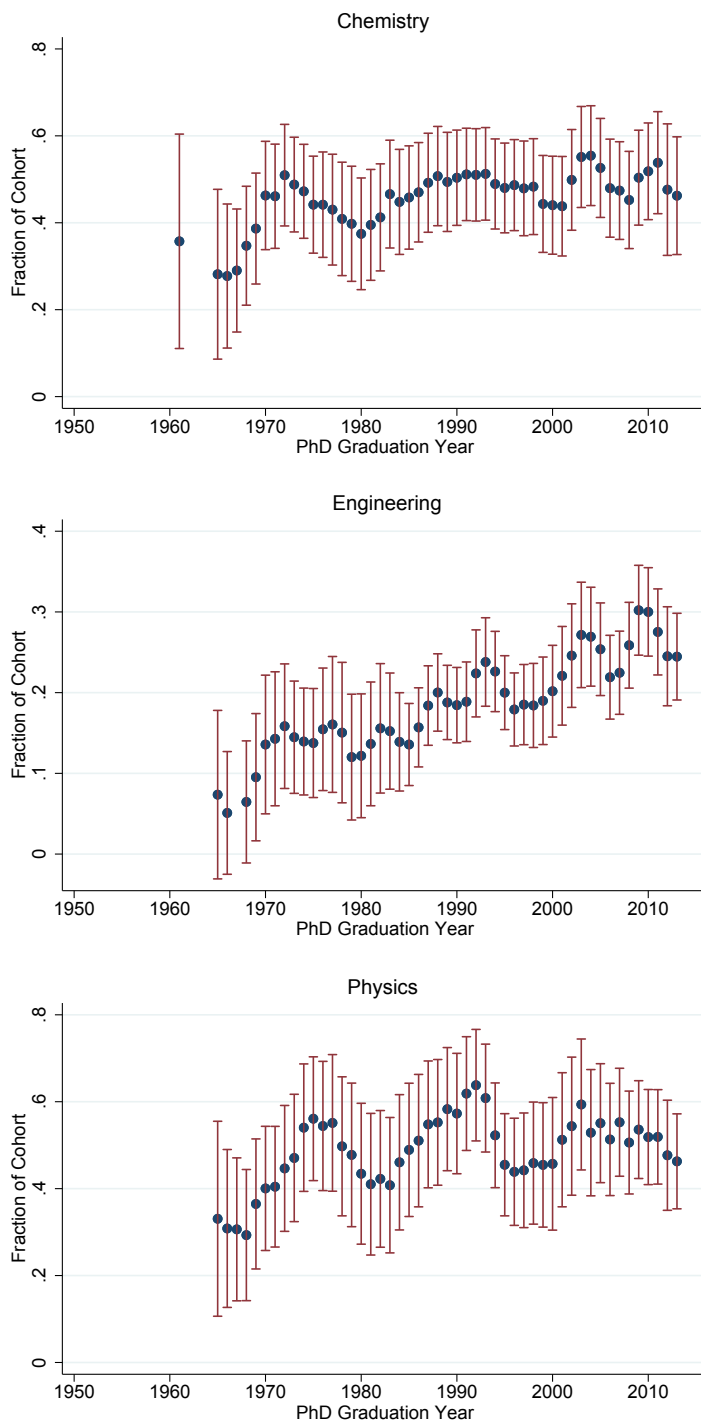 Chemistry
Fraction of Cohort
.8
.6
.4
.2
0
1950 1960 1970 1980 1990 2000 2010
PhD Graduation Year
Engineering
Fraction of Cohort
.4
.3
.2
.1
0
1950 1960 1970 1980 1990 2000 2010
PhD Graduation Year
Physics
Fraction of Cohort
.8
.6
.4
.2
0
1950 1960 1970 1980 1990 2000 2010
PhD Graduation Year